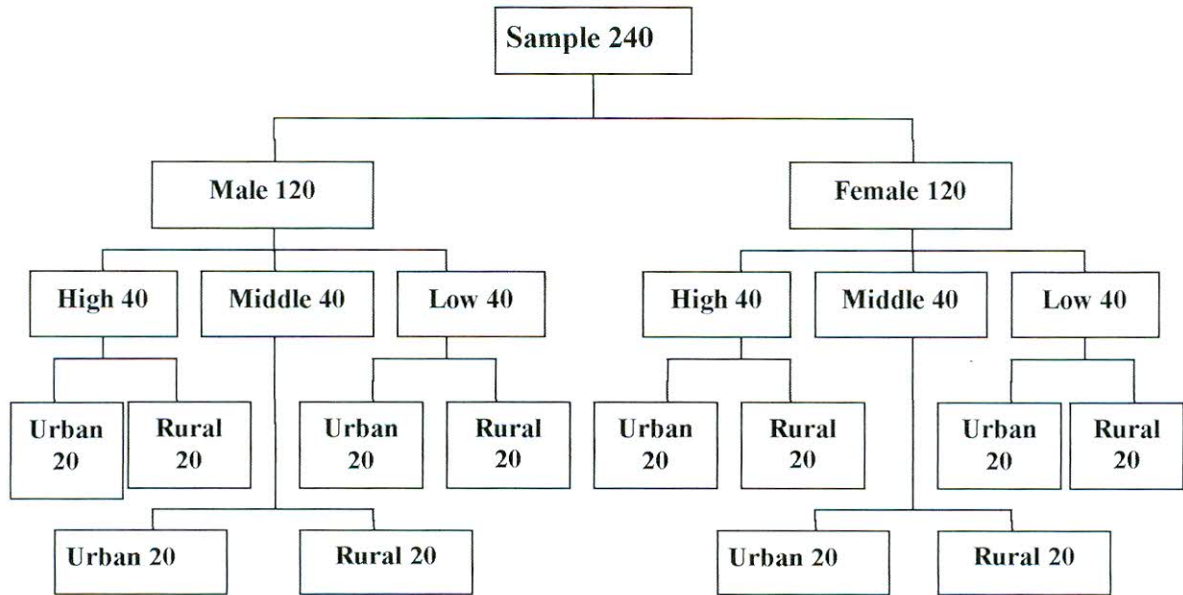 Sample 240
Male 120
Female 120
High 40
Middle 40
Low 40
High 40
Middle 40
Low 40
Urban
20
Rural
20
Urban
20
Rural
20
Urban
20
Rural
20
Urban
20
Rural
20
Urban 20
Rural 20
Urban 20
Rural 20